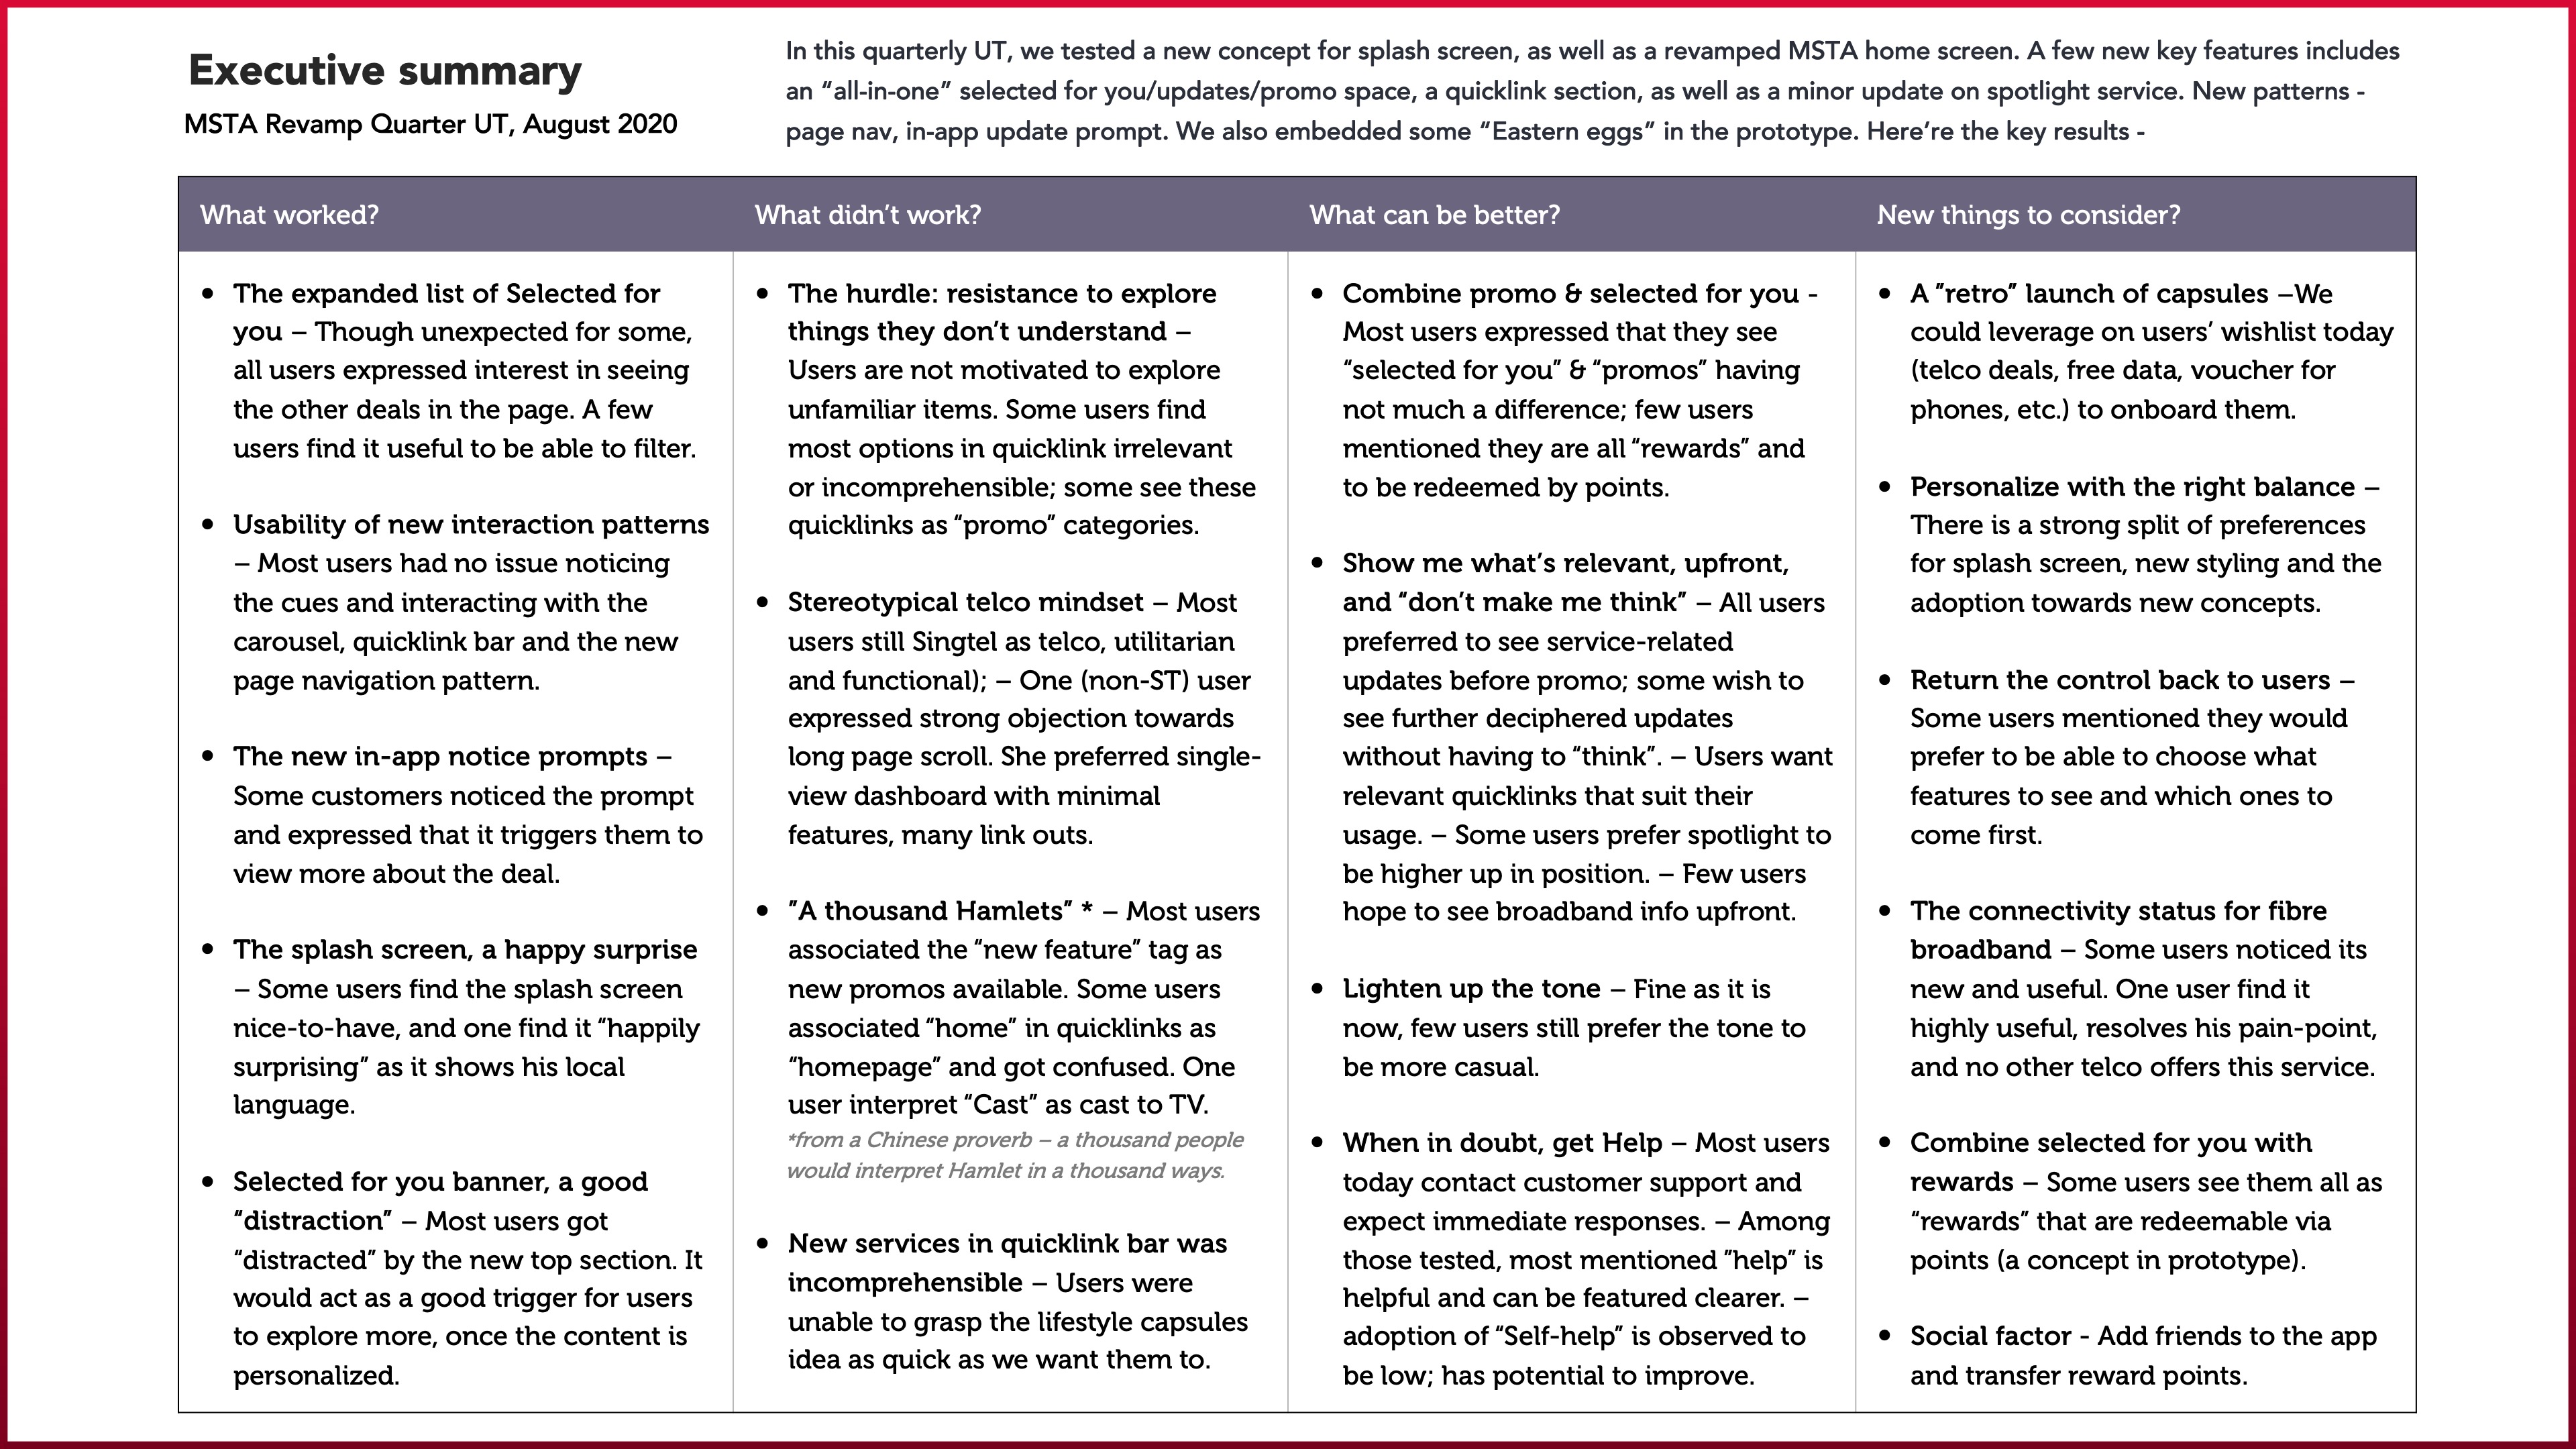 Executive summary
MSTA Revamp Quarter UT, August 2020
In this quarterly UT, we tested a new concept for splash screen, as well as a revamped MSTA home screen. A few new key features includes
an “all-in-one” selected for you/updates/promo space, a quicklink section, as well as a minor update on spotlight service. New patterns -
page nav, in-app update prompt. We also embedded some “Eastern eggs” in the prototype. Here’re the key results -
What worked?
• The expanded list of Selected for
you – Though unexpected for some,
all users expressed interest in seeing
the other deals in the page. A few
users find it useful to be able to filter.
• Usability of new interaction patterns
– Most users had no issue noticing
the cues and interacting with the
carousel, quicklink bar and the new
page navigation pattern.
• The new in-app notice prompts –
Some customers noticed the prompt
and expressed that it triggers them to
view more about the deal.
• The splash screen, a happy surprise
– Some users find the splash screen
nice-to-have, and one find it “happily
surprising” as it shows his local
language.
• Selected for you banner, a good
“distraction” – Most users got
“distracted” by the new top section. It
would act as a good trigger for users
to explore more, once the content is
personalized.
What didn’t work?
• The hurdle: resistance to explore
things they don’t understand –
Users are not motivated to explore
unfamiliar items. Some users find
most options in quicklink irrelevant
or incomprehensible; some see these
quicklinks as “promo” categories.
• Stereotypical telco mindset – Most
users still Singtel as telco, utilitarian
and functional); – One (non-ST) user
expressed strong objection towards
long page scroll. She preferred single-
view dashboard with minimal
features, many link outs.
• ”A thousand Hamlets” * – Most users
associated the “new feature” tag as
new promos available. Some users
associated “home” in quicklinks as
“homepage” and got confused. One
user interpret “Cast” as cast to TV.
*from a Chinese proverb – a thousand people
would interpret Hamlet in a thousand ways.
• New services in quicklink bar was
incomprehensible – Users were
unable to grasp the lifestyle capsules
idea as quick as we want them to.
What can be better?
• Combine promo & selected for you -
Most users expressed that they see
“selected for you” & “promos” having
not much a difference; few users
mentioned they are all “rewards” and
to be redeemed by points.
• Show me what’s relevant, upfront,
and “don’t make me think” – All users
preferred to see service-related
updates before promo; some wish to
see further deciphered updates
without having to “think”. – Users want
relevant quicklinks that suit their
usage. – Some users prefer spotlight to
be higher up in position. – Few users
hope to see broadband info upfront.
• Lighten up the tone – Fine as it is
now, few users still prefer the tone to
be more casual.
• When in doubt, get Help – Most users
today contact customer support and
expect immediate responses. – Among
those tested, most mentioned ”help” is
helpful and can be featured clearer. –
adoption of “Self-help” is observed to
be low; has potential to improve.
New things to consider?
• A ”retro” launch of capsules –We
could leverage on users’ wishlist today
(telco deals, free data, voucher for
phones, etc.) to onboard them.
• Personalize with the right balance –
There is a strong split of preferences
for splash screen, new styling and the
adoption towards new concepts.
• Return the control back to users –
Some users mentioned they would
prefer to be able to choose what
features to see and which ones to
come first.
• The connectivity status for fibre
broadband – Some users noticed its
new and useful. One user find it
highly useful, resolves his pain-point,
and no other telco offers this service.
• Combine selected for you with
rewards – Some users see them all as
“rewards” that are redeemable via
points (a concept in prototype).
• Social factor - Add friends to the app
and transfer reward points.